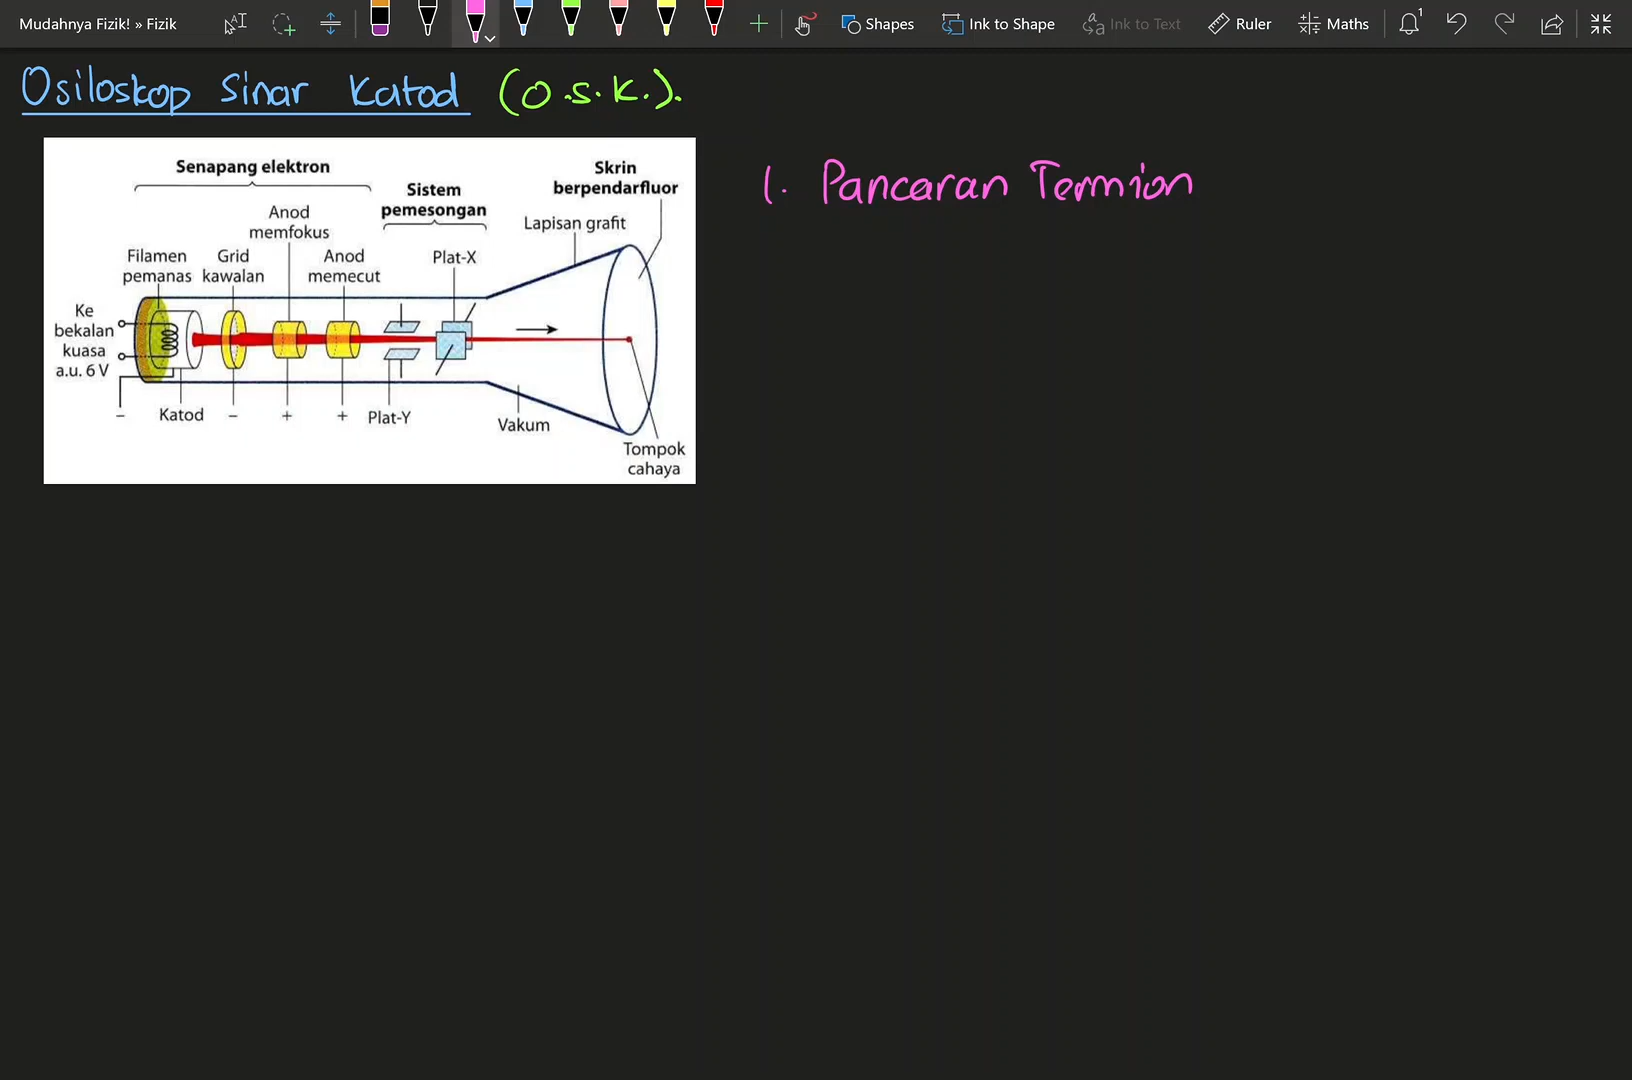 Mudahnya Fizik! » Fizik
Shapes
Ink to Shape
Ink to Text
Ruler
Maths
1
Osiloskop Sinar Katod (O.S.K.).
Senapang elektron
Sistem
pemesongan
Skrin
berpendarfluor
Anod
memfokus
Lapisan grafit
Filamen
pemanas
Grid
kawalan
Anod
memecut
Plat-X
Ke
bekalan
kuasa
a.u. 6 V
− Katod − + + Plat-Y
Vakum
Tompok
cahaya
1. Pancaran Termion